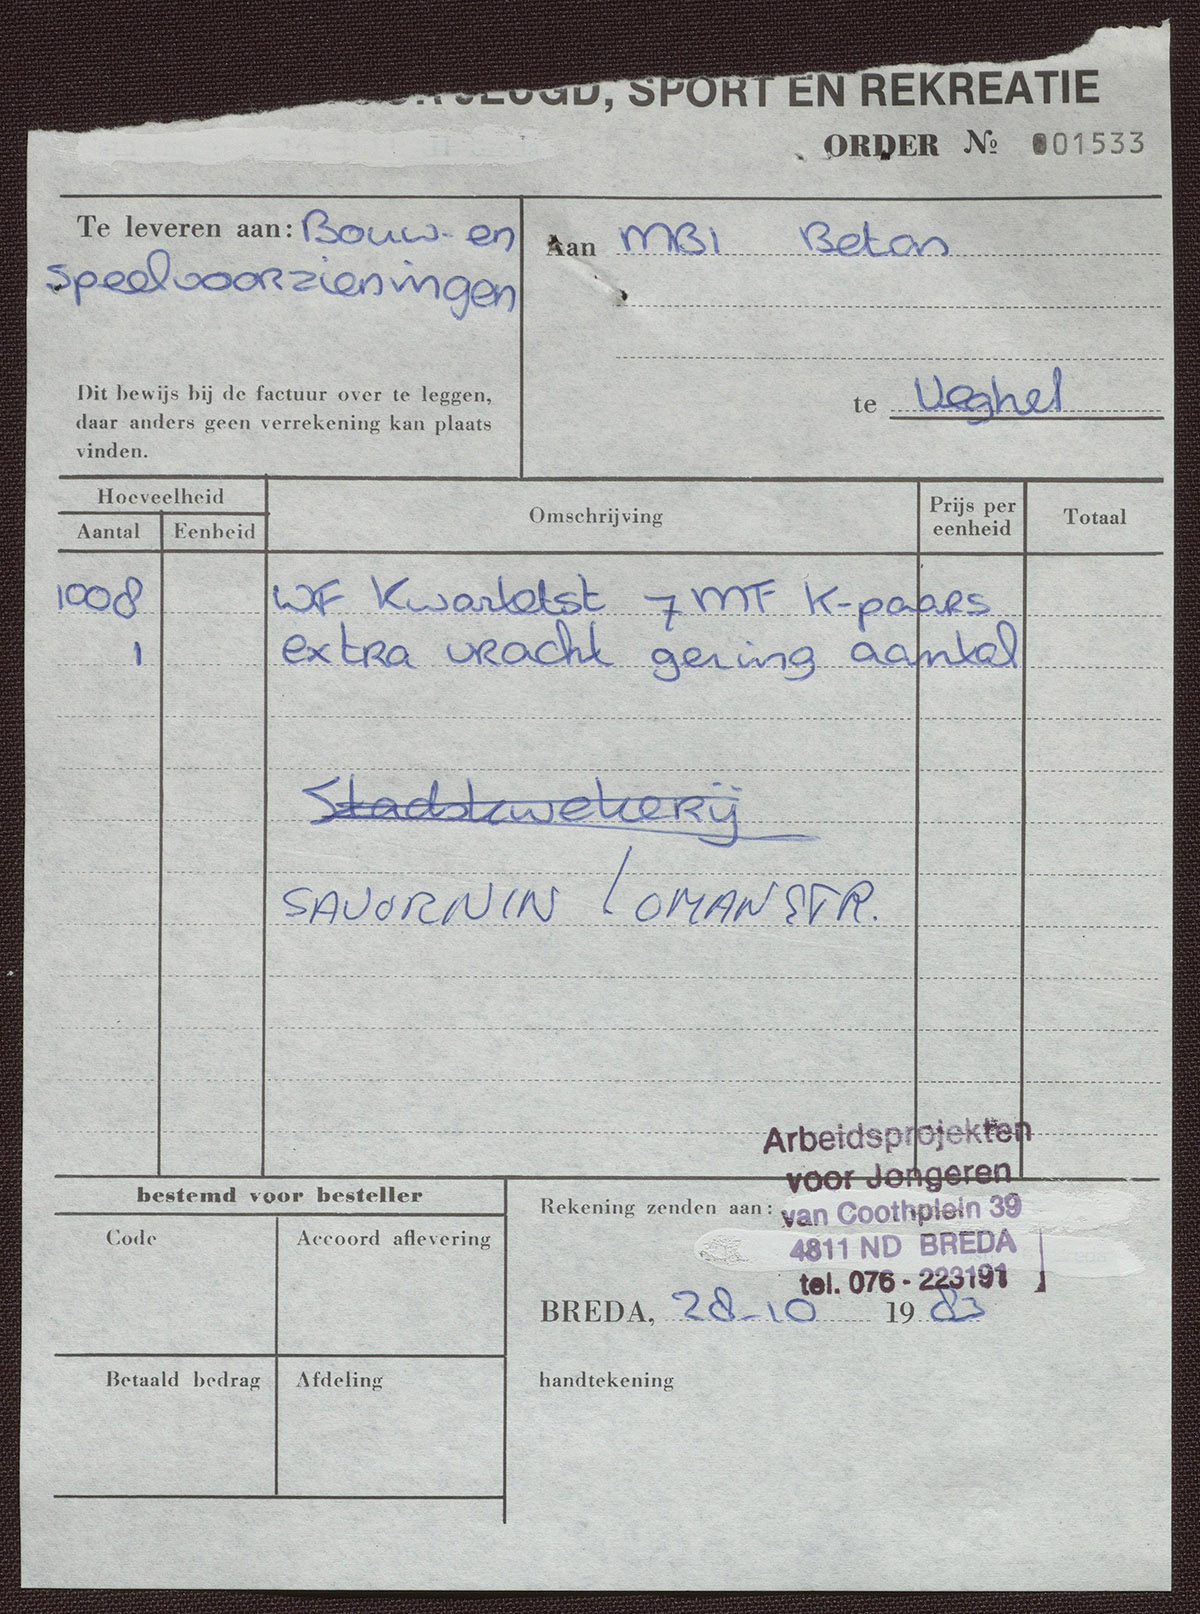 JEUGD, SPORT EN REKREATIE
ORDER № 001533
Te leveren aan: Bouw- en
speelvoorzieningen
Aan MBI Beton
te Veghel
Dit bewijs bij de factuur over te leggen,
daar anders geen verrekening kan plaats
vinden.
Hoeveelheid
Aantal Eenheid Omschrijving Prijs per eenheid Totaal
1008 WF Kwartetst 7 MF K-paars
1 extra vracht gering aantal
Stadskwekerij
SAVORNIN LOMANSTR.
Arbeidsprojekten
voor Jongeren
van Coothplein 39
4811 ND BREDA
tel. 076 - 223191
bestemd voor besteller
Code Accoord aflevering
Betaald bedrag Afdeling
Rekening zenden aan:
BREDA, 28-10 1983
handtekening